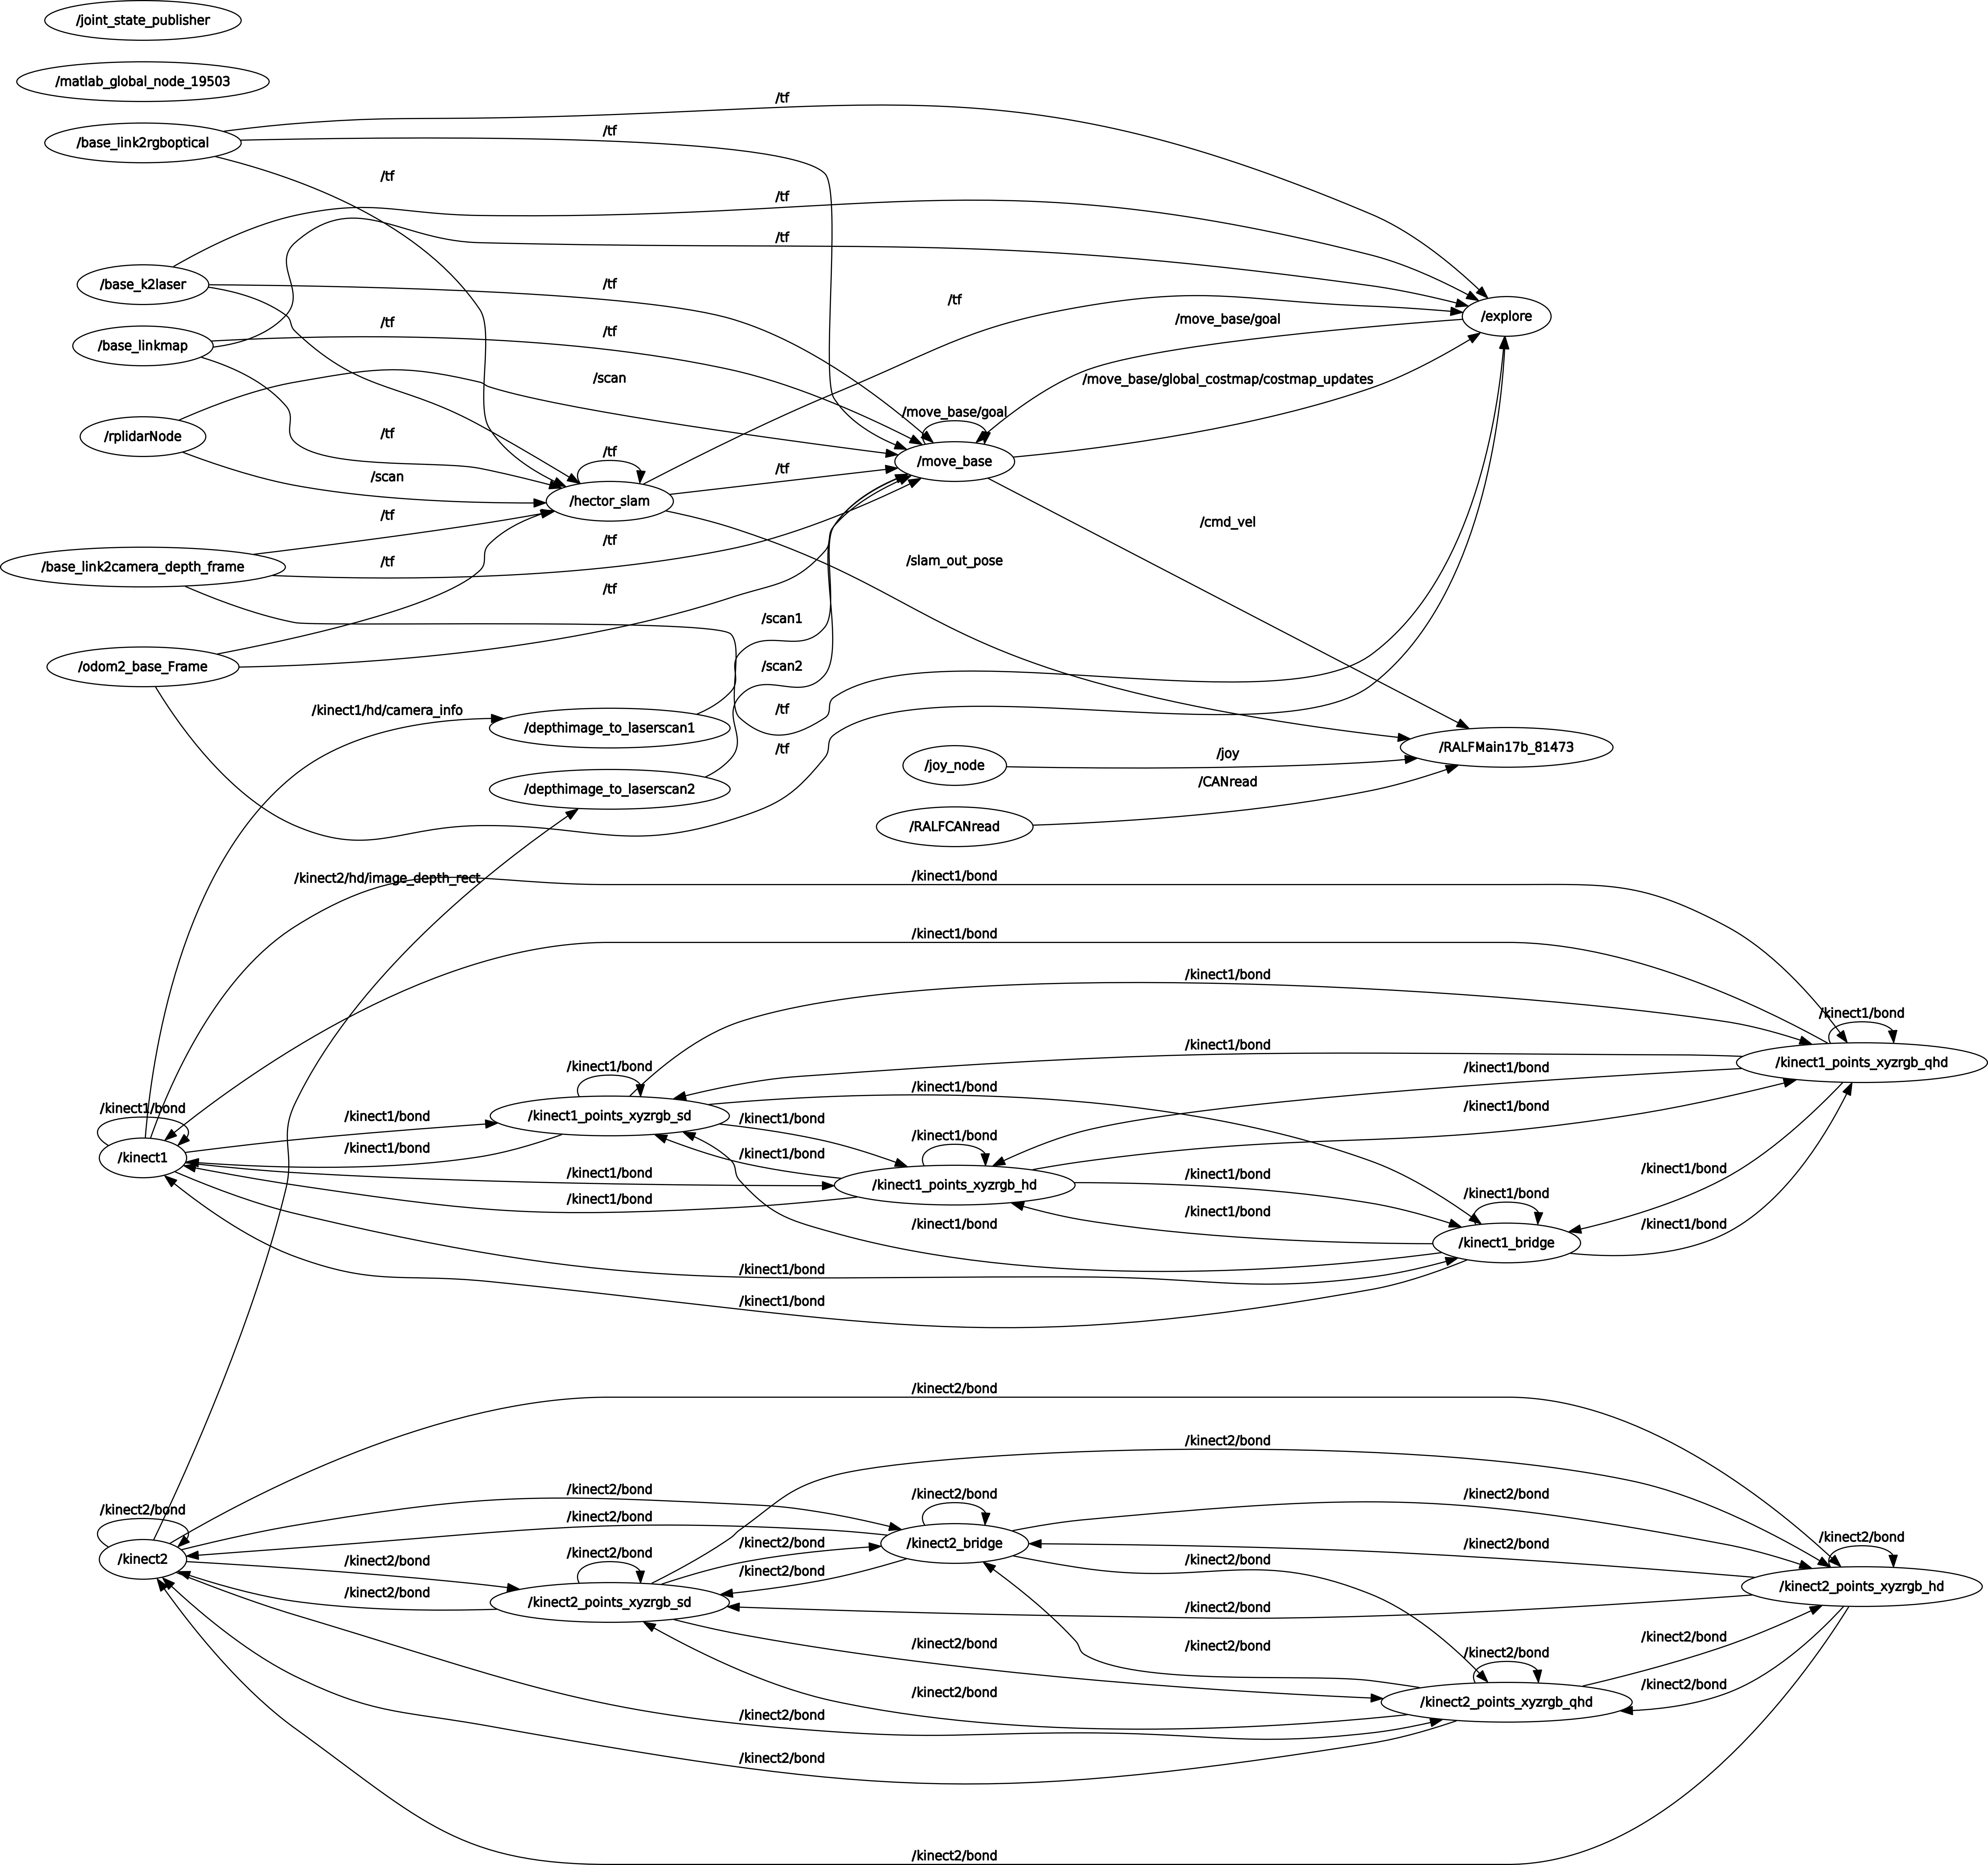 /joint_state_publisher
/matlab_global_node_19503
/tf
/tf
/base_link2rgboptical
/tf
/tf
/tf
/base_k2laser
/tf
/tf
/explore
/move_base/goal
/tf
/tf
/base_linkmap
/scan
/move_base/global_costmap/costmap_updates
/move_base/goal
/rplidarNode
/tf
/tf
/move_base
/tf
/scan
/hector_slam
/tf
/cmd_vel
/tf
/slam_out_pose
/tf
/base_link2camera_depth_frame
/tf
/scan1
/odom2_base_Frame
/scan2
/kinect1/hd/camera_info
/tf
/depthimage_to_laserscan1
/tf
/RALFMain17b_81473
/joy
/joy_node
/CANread
/depthimage_to_laserscan2
/RALFCANread
/kinect2/hd/image_depth_rect
/kinect1/bond
/kinect1/bond
/kinect1/bond
/kinect1/bond
/kinect1/bond
/kinect1/bond
/kinect1_points_xyzrgb_qhd
/kinect1/bond
/kinect1/bond
/kinect1/bond
/kinect1/bond
/kinect1/bond
/kinect1_points_xyzrgb_sd
/kinect1/bond
/kinect1/bond
/kinect1/bond
/kinect1/bond
/kinect1
/kinect1/bond
/kinect1/bond
/kinect1/bond
/kinect1/bond
/kinect1_points_xyzrgb_hd
/kinect1/bond
/kinect1/bond
/kinect1/bond
/kinect1/bond
/kinect1/bond
/kinect1_bridge
/kinect1/bond
/kinect1/bond
/kinect2/bond
/kinect2/bond
/kinect2/bond
/kinect2/bond
/kinect2/bond
/kinect2/bond
/kinect2/bond
/kinect2/bond
/kinect2_bridge
/kinect2/bond
/kinect2/bond
/kinect2/bond
/kinect2/bond
/kinect2
/kinect2/bond
/kinect2/bond
/kinect2_points_xyzrgb_hd
/kinect2/bond
/kinect2_points_xyzrgb_sd
/kinect2/bond
/kinect2/bond
/kinect2/bond
/kinect2/bond
/kinect2/bond
/kinect2/bond
/kinect2/bond
/kinect2_points_xyzrgb_qhd
/kinect2/bond
/kinect2/bond
/kinect2/bond